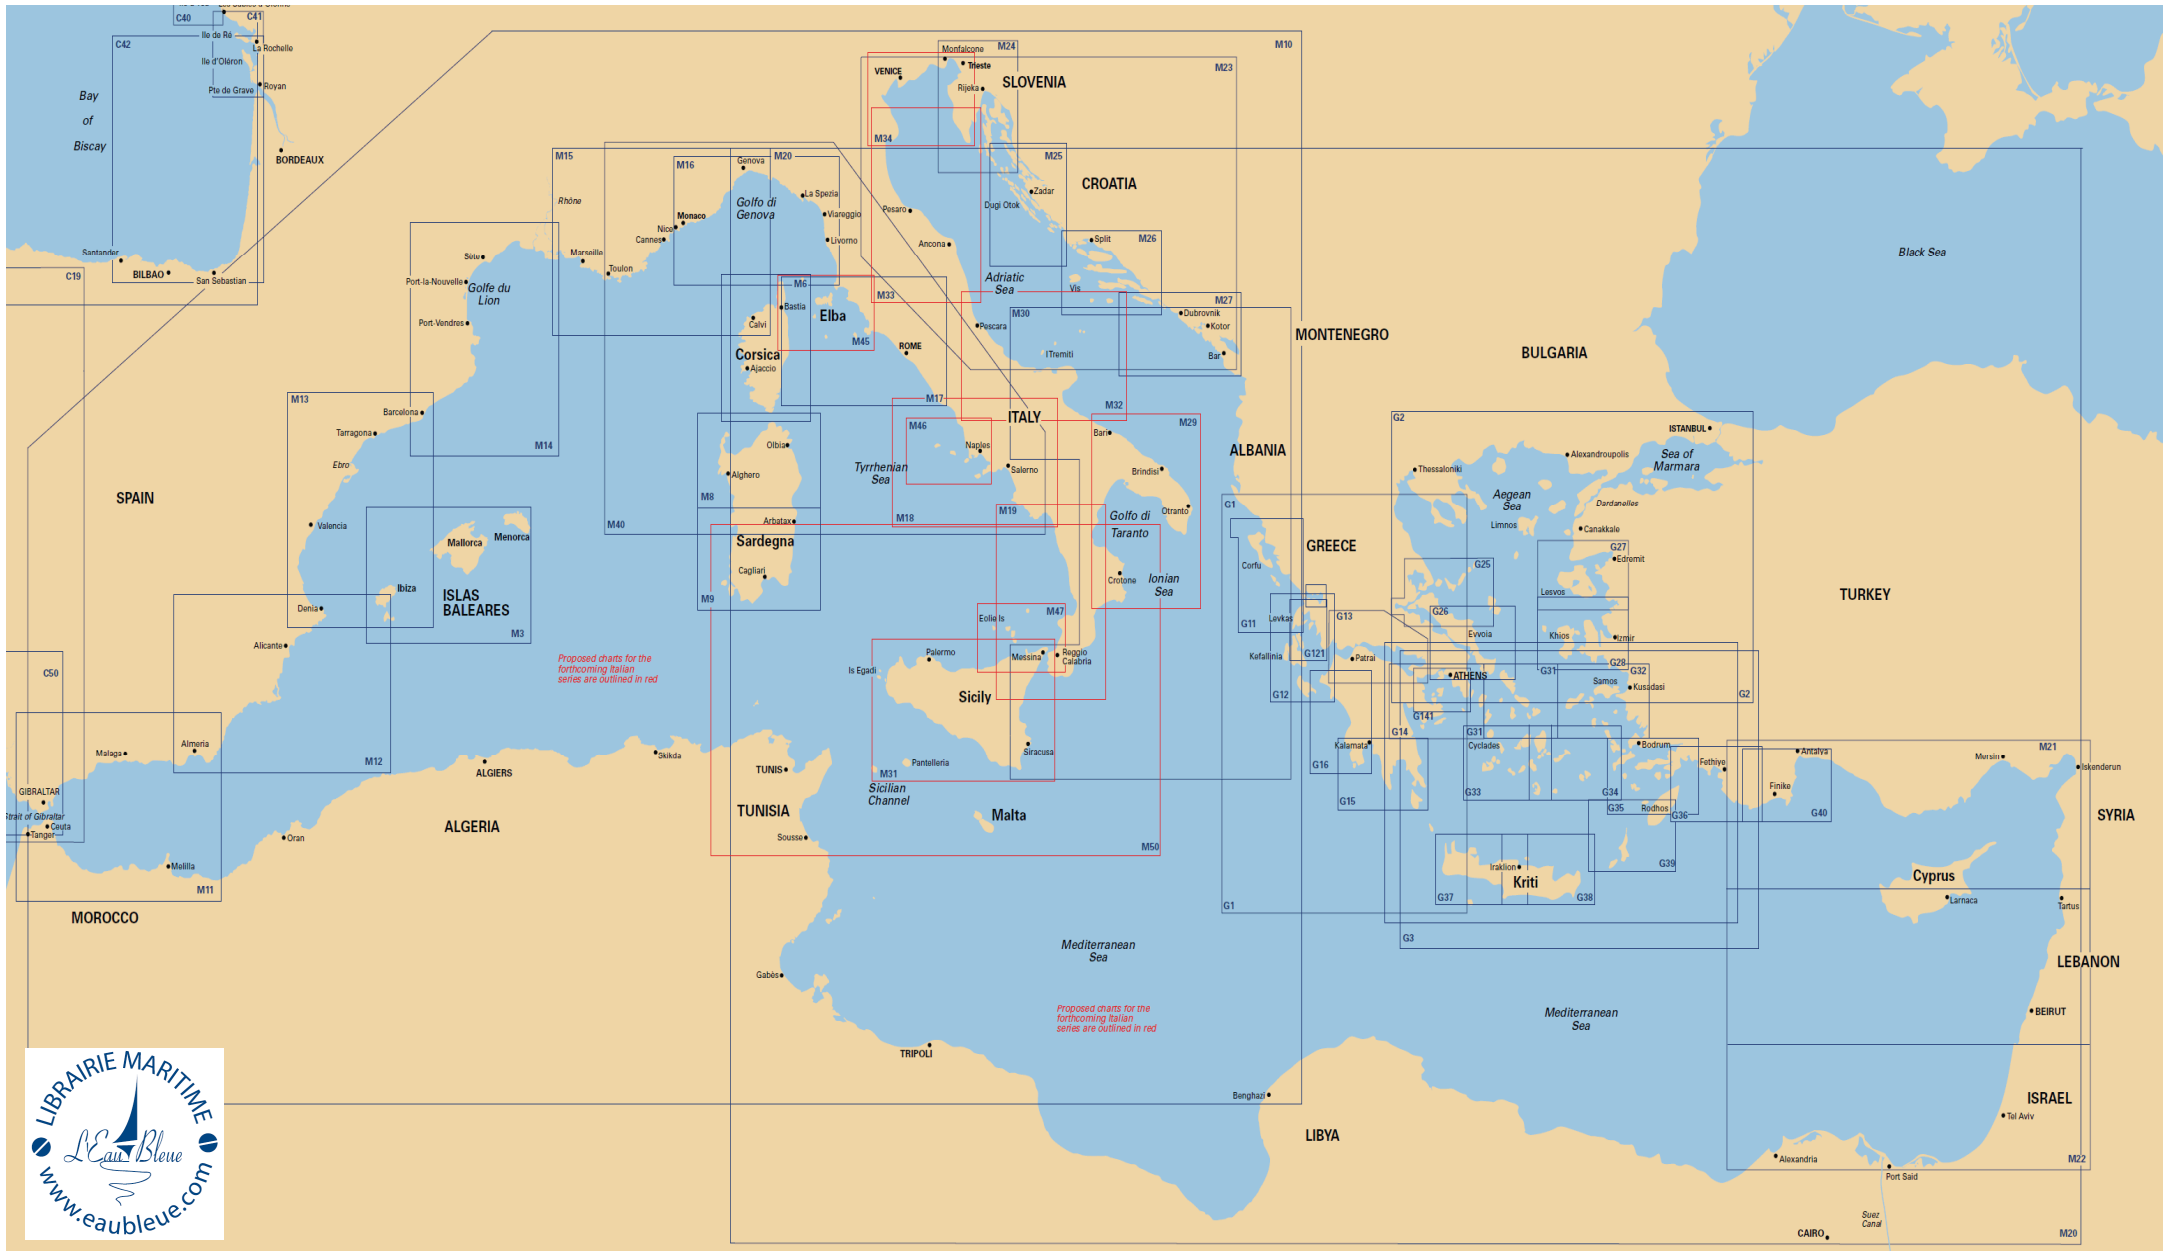 C40
Les Sables d'Olonne
C41
Ile de Ré
La Rochelle
C42
Ile d'Oléron
Pte de Grave
Royan
Bay
of
Biscay
BORDEAUX
Santander
BILBAO
San Sebastian
C19
M10
M24
Monfalcone
Trieste
VENICE
M23
SLOVENIA
Rijeka
M34
M15
M16
Genova
M20
M25
CROATIA
Zadar
Dugi Otok
Rhône
Golfo di
Genova
La Spezia
Viareggio
Monaco
Nice
Cannes
Livorno
Pesaro
Ancona
Split
M26
Sète
Marseille
Toulon
Port-la-Nouvelle
Golfe du
Lion
Port-Vendres
M6
Bastia
Elba
M33
Calvi
Corsica
Ajaccio
M45
ROME
Adriatic
Sea
Vis
M27
Dubrovnik
Kotor
Bar
M30
Pescara
I Tremiti
MONTENEGRO
BULGARIA
Black Sea
M13
Barcelona
Tarragona
M14
Ebro
M17
ITALY
M32
M29
M46
Naples
Salerno
Bari
Brindisi
Otranto
Olbia
Alghero
M8
Tyrrhenian
Sea
ALBANIA
G2
ISTANBUL
Alexandroupolis
Sea of
Marmara
Thessaloniki
Aegean
Sea
Dardanelles
Limnos
Canakkale
SPAIN
Valencia
Mallorca
Menorca
Ibiza
ISLAS
BALEARES
M3
Denia
Alicante
M40
Arbatax
Sardegna
Cagliari
M9
M18
M19
Golfo di
Taranto
Crotone
Ionian
Sea
G1
GREECE
Corfu
G11
Levkas
G13
Kefallinia
G121
G12
Patrai
G25
G26
G27
Edremit
Lesvos
Evvoia
Khios
Izmir
TURKEY
G28
G31
G32
Samos
Kusadasi
G2
ATHENS
G141
G14
G31
Cyclades
Proposed charts for the
forthcoming Italian
series are outlined in red
Eolie Is
M47
Is Egadi
Palermo
Messina
Reggio
Calabria
Sicily
Siracusa
Pantelleria
M31
Sicilian
Channel
Malta
M50
C50
Malaga
Almeria
M12
GIBRALTAR
Strait of Gibraltar
Ceuta
Tanger
Melilla
M11
MOROCCO
Oran
ALGIERS
ALGERIA
Skikda
TUNIS
TUNISIA
Sousse
Kalamata
G16
G15
G33
G34
Bodrum
G35
Rodhos
G36
Fethiye
Antalya
Finike
G40
Mersin
M21
Iskenderun
SYRIA
G39
Iraklion
Kriti
G37
G38
G1
G3
Cyprus
Larnaca
Tartus
LEBANON
BEIRUT
Gabès
Mediterranean
Sea
Proposed charts for the
forthcoming Italian
series are outlined in red
Mediterranean
Sea
TRIPOLI
Benghazi
LIBYA
ISRAEL
Tel Aviv
Alexandria
Port Said
M22
Suez
Canal
CAIRO
M20
LIBRAIRIE MARITIME
L'Eau Bleue
www.eaubleue.com